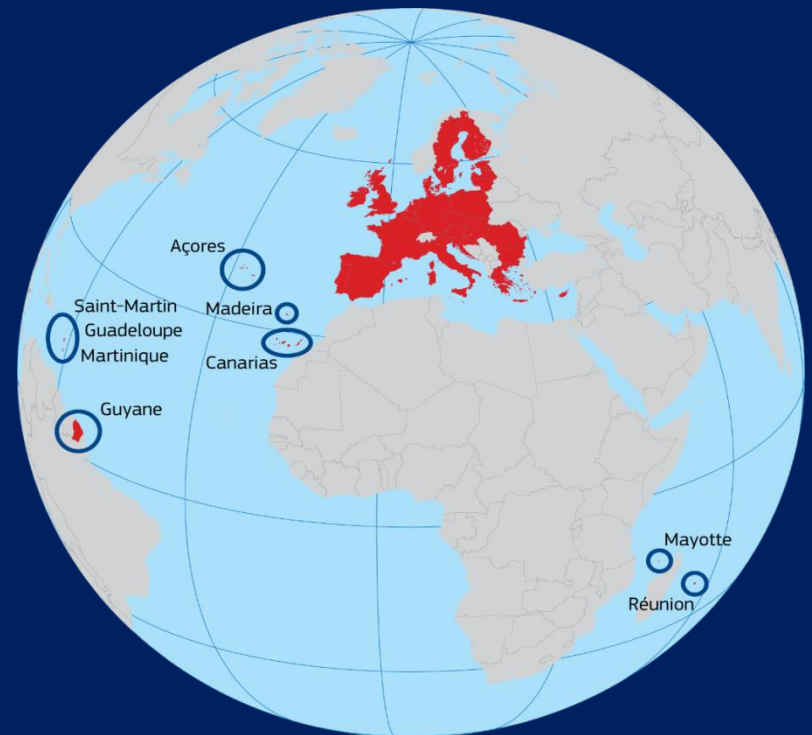 Açores
Saint-Martin
Madeira
Guadeloupe
Martinique
Canarias
Guyane
Mayotte
Réunion